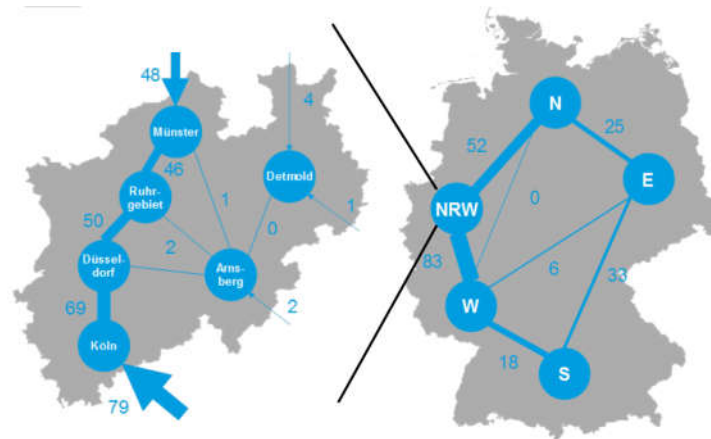 48
4
Münster
46
Ruhr-
gebiet
Detmold
1
1
50
2
0
Düssel-
dorf
Arns-
berg
69
2
Köln
79
N
52
25
E
NRW
0
83
6
33
W
18
S